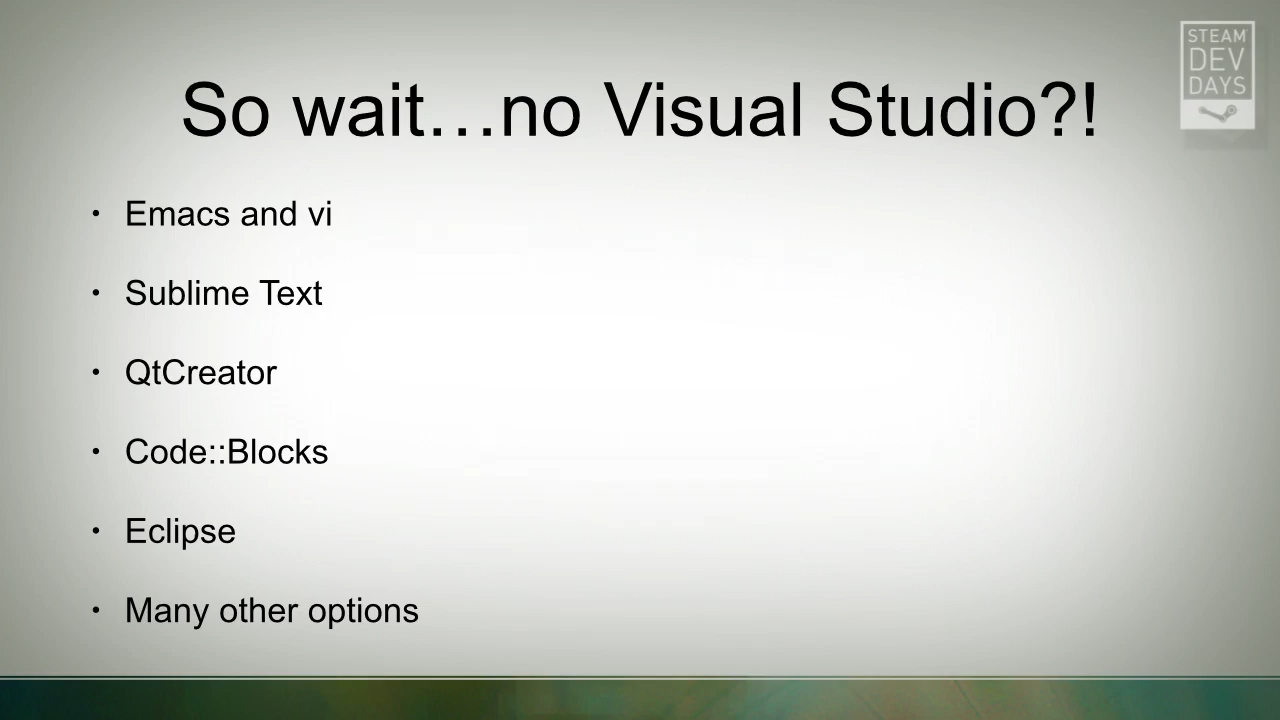 So wait…no Visual Studio?!
STEAM
DEV
DAYS
• Emacs and vi
• Sublime Text
• QtCreator
• Code::Blocks
• Eclipse
• Many other options